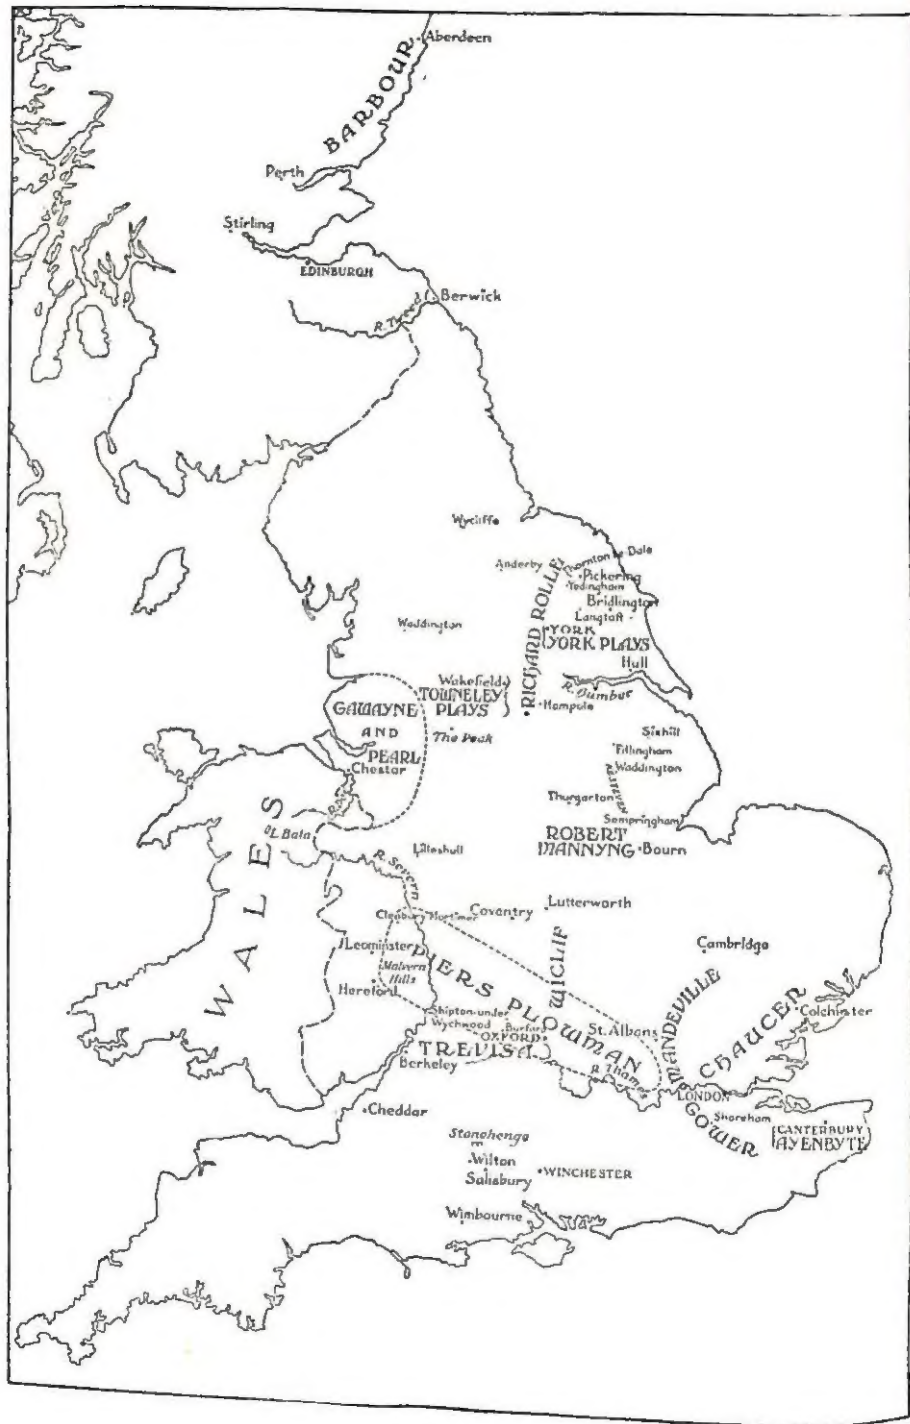 Aberdeen
BARBOUR
Perth
Stirling
EDINBURGH
Berwick
R. Tweed
Wycliffe
Anderby
Thornton-le-Dale
Pickering
Yedingham
Bridlington
Langtoft
RICHARD ROLLE
YORK
YORK PLAYS
Waddington
Hull
R. Humber
Wakefield
TOWNELEY
PLAYS
Hampole
GAWAYNE
AND
PEARL
The Peak
Chester
Sixhill
Fillingham
Waddington
KESTEVEN
Thurgarton
Sempringham
ROBERT
MANNYNG
Bourn
L. Bala
WALES
Lilleshull
R. Severn
Cleobury Mortimer
Coventry
Lutterworth
Leominster
Malvern
Hills
Hereford
PIERS PLOWMAN
WICLIF
Cambridge
MANDEVILLE
CHAUCER
Colchester
Shipton-under
Wychwood
Burford
OXFORD
St. Albans
TREVISA
Berkeley
R. Thames
LONDON
GOWER
Shoreham
CANTERBURY
AYENBYTE
Cheddar
Stonehenge
Wilton
Salisbury
WINCHESTER
Wimbourne